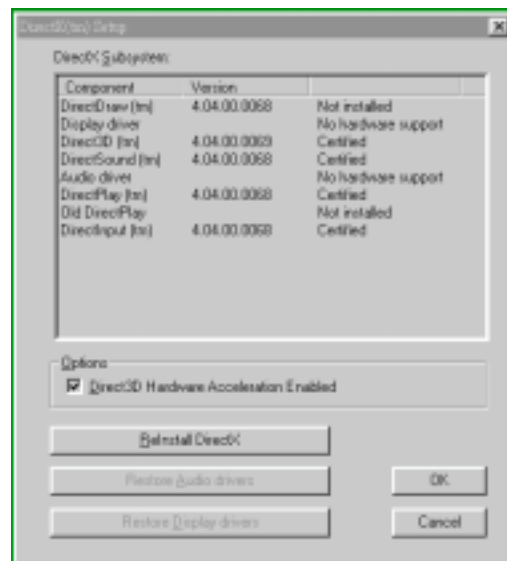 DirectX(tm) Setup
DirectX Subsystem:
Component Version
DirectDraw (tm) 4.04.00.0068 Not installed
Display driver No hardware support
Direct3D (tm) 4.04.00.0069 Certified
DirectSound (tm) 4.04.00.0068 Certified
Audio driver No hardware support
DirectPlay (tm) 4.04.00.0068 Certified
Old DirectPlay Not installed
DirectInput (tm) 4.04.00.0068 Certified
Options
Direct3D Hardware Acceleration Enabled
ReInstall DirectX
Restore Audio drivers
OK
Restore Display drivers
Cancel